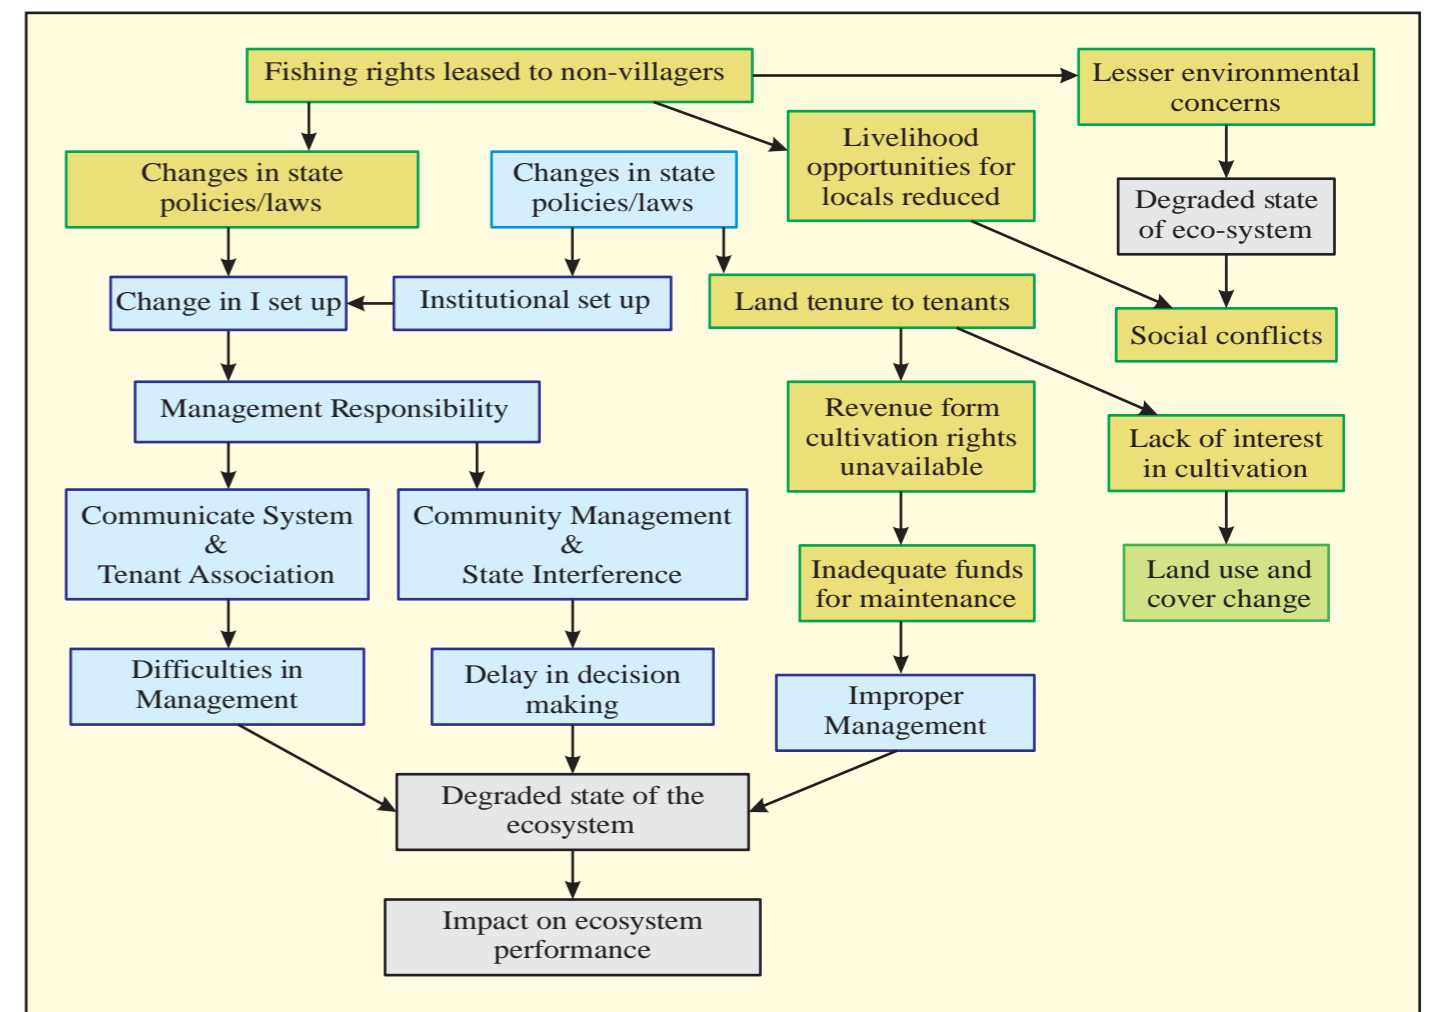 Fishing rights leased to non-villagers
Lesser environmental
concerns
Livelihood
opportunities for
locals reduced
Changes in state
policies/laws
Changes in state
policies/laws
Degraded state
of eco-system
Change in I set up
Institutional set up
Land tenure to tenants
Social conflicts
Management Responsibility
Revenue form
cultivation rights
unavailable
Lack of interest
in cultivation
Communicate System
&
Tenant Association
Community Management
&
State Interference
Inadequate funds
for maintenance
Land use and
cover change
Difficulties in
Management
Delay in decision
making
Improper
Management
Degraded state of the
ecosystem
Impact on ecosystem
performance